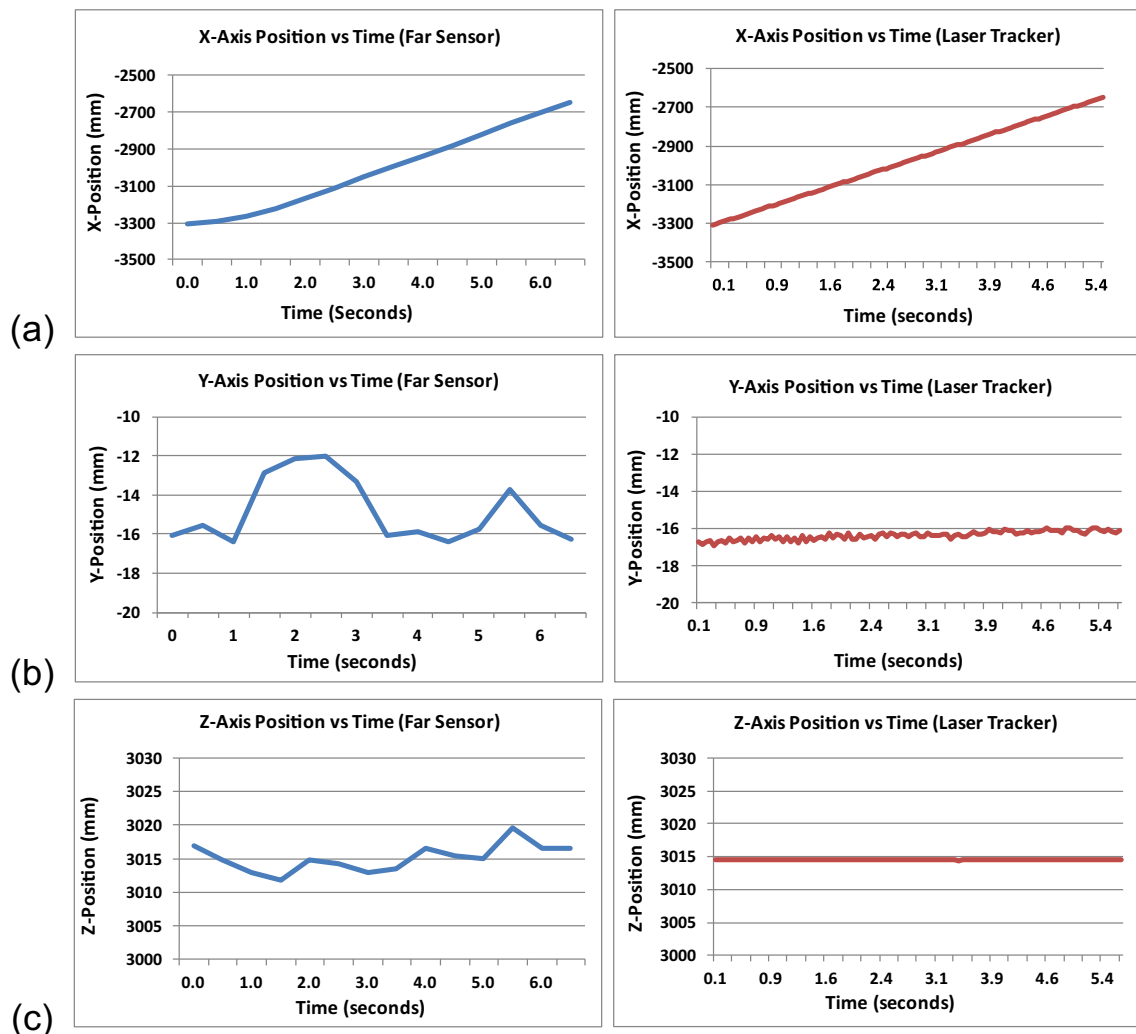 X-Axis Position vs Time (Far Sensor)
X-Position (mm)
-2500
-2700
-2900
-3100
-3300
-3500
0.0 1.0 2.0 3.0 4.0 5.0 6.0
Time (Seconds)
X-Axis Position vs Time (Laser Tracker)
X-Position (mm)
-2500
-2700
-2900
-3100
-3300
-3500
0.1 0.9 1.6 2.4 3.1 3.9 4.6 5.4
Time (seconds)
(a)
Y-Axis Position vs Time (Far Sensor)
Y-Position (mm)
-10
-12
-14
-16
-18
-20
0 1 2 3 4 5 6
Time (seconds)
Y-Axis Position vs Time (Laser Tracker)
Y-Position (mm)
-10
-12
-14
-16
-18
-20
0.1 0.9 1.6 2.4 3.1 3.9 4.6 5.4
Time (seconds)
(b)
Z-Axis Position vs Time (Far Sensor)
Z-Position (mm)
3030
3025
3020
3015
3010
3005
3000
0.0 1.0 2.0 3.0 4.0 5.0 6.0
Time (seconds)
Z-Axis Position vs Time (Laser Tracker)
Z-Position (mm)
3030
3025
3020
3015
3010
3005
3000
0.1 0.9 1.6 2.4 3.1 3.9 4.6 5.4
Time (seconds)
(c)